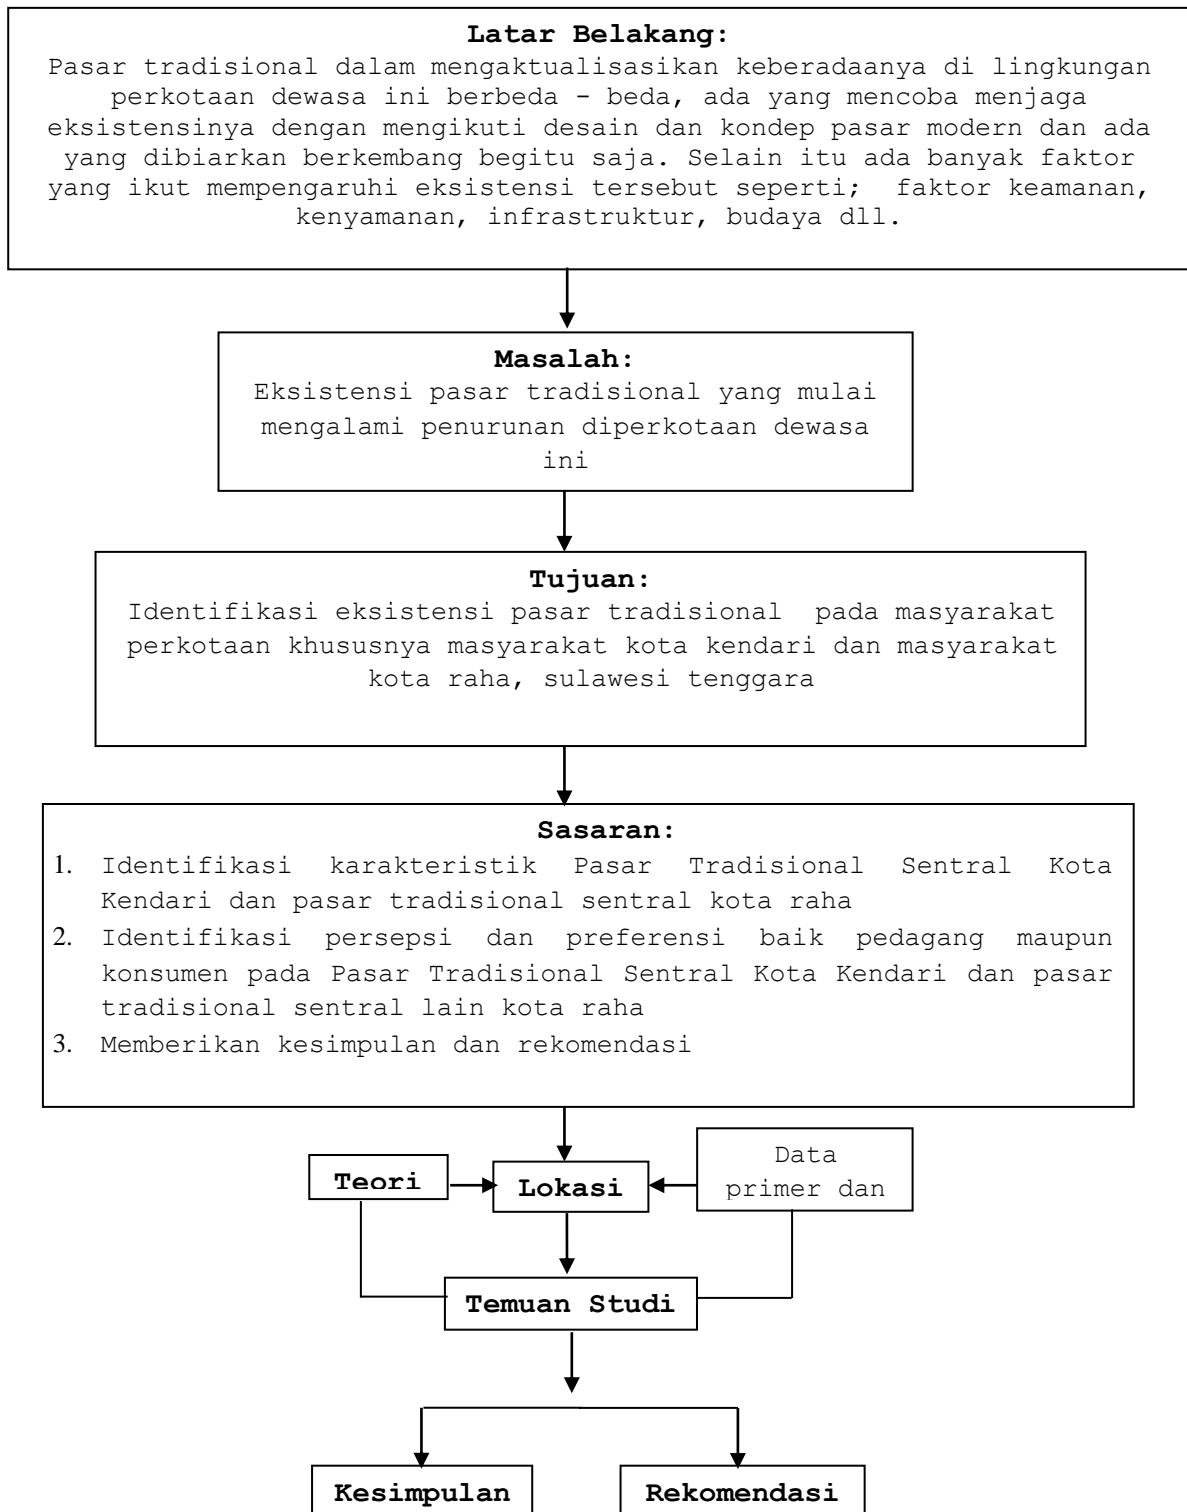 Latar Belakang:
Pasar tradisional dalam mengaktualisasikan keberadaanya di lingkungan
perkotaan dewasa ini berbeda - beda, ada yang mencoba menjaga
eksistensinya dengan mengikuti desain dan kondep pasar modern dan ada
yang dibiarkan berkembang begitu saja. Selain itu ada banyak faktor
yang ikut mempengaruhi eksistensi tersebut seperti;  faktor keamanan,
kenyamanan, infrastruktur, budaya dll.
Masalah:
Eksistensi pasar tradisional yang mulai
mengalami penurunan diperkotaan dewasa
ini
Tujuan:
Identifikasi eksistensi pasar tradisional  pada masyarakat
perkotaan khususnya masyarakat kota kendari dan masyarakat
kota raha, sulawesi tenggara
Sasaran:
1. Identifikasi karakteristik Pasar Tradisional Sentral Kota
Kendari dan pasar tradisional sentral kota raha
2. Identifikasi persepsi dan preferensi baik pedagang maupun
konsumen pada Pasar Tradisional Sentral Kota Kendari dan pasar
tradisional sentral lain kota raha
3. Memberikan kesimpulan dan rekomendasi
Teori
Lokasi
Data
primer dan
Temuan Studi
Kesimpulan
Rekomendasi